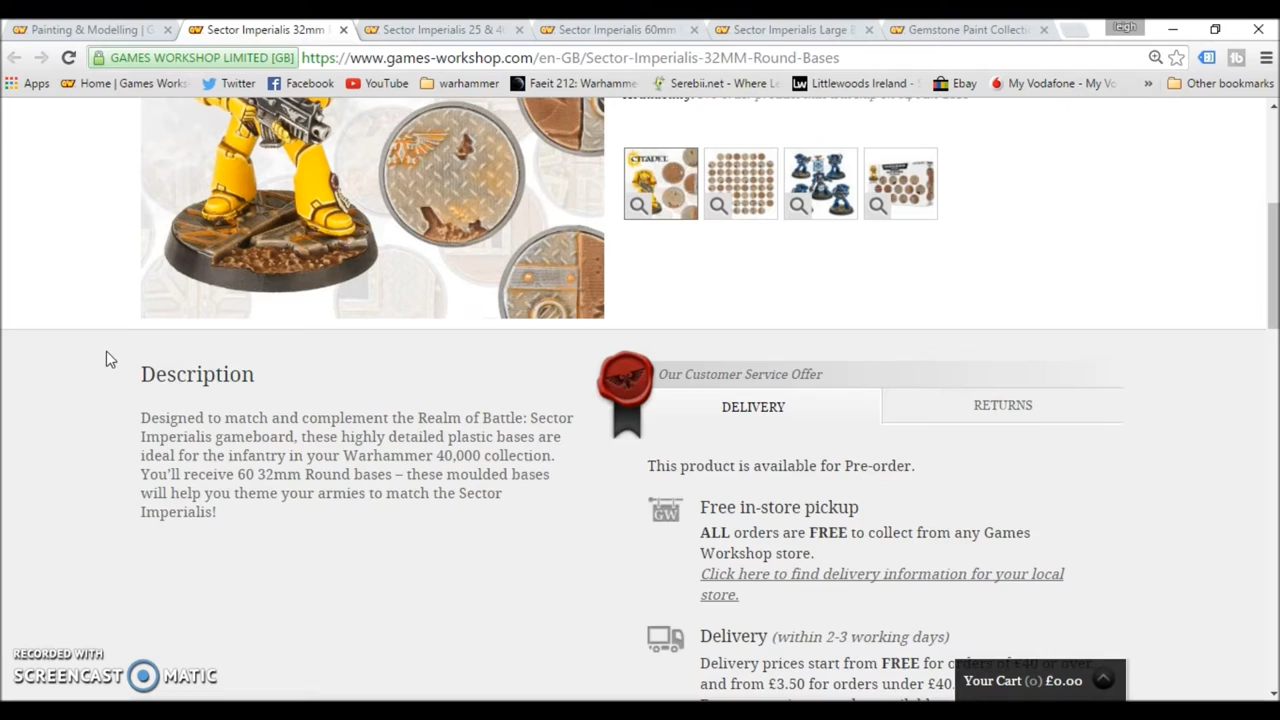 Painting & Modelling | G
Sector Imperialis 32mm
Sector Imperialis 25 & 4
Sector Imperialis 60mm
Sector Imperialis Large B
Gemstone Paint Collecti
leigh
GAMES WORKSHOP LIMITED [GB]
https://www.games-workshop.com/en-GB/Sector-Imperialis-32MM-Round-Bases
Apps
Home | Games Works
Twitter
Facebook
YouTube
warhammer
Faeit 212: Warhamme
Serebii.net - Where Le
Littlewoods Ireland -
Ebay
My Vodafone - My Vo
»
Other bookmarks
CITADEL
Description
Designed to match and complement the Realm of Battle: Sector
Imperialis gameboard, these highly detailed plastic bases are
ideal for the infantry in your Warhammer 40,000 collection.
You'll receive 60 32mm Round bases – these moulded bases
will help you theme your armies to match the Sector
Imperialis!
Our Customer Service Offer
DELIVERY
RETURNS
This product is available for Pre-order.
GW
Free in-store pickup
ALL orders are FREE to collect from any Games
Workshop store.
Click here to find delivery information for your local
store.
Delivery (within 2-3 working days)
Delivery prices start from FREE for orders of £40 or over
and from £3.50 for orders under £40.
Your Cart (0) £0.00
RECORDED WITH
SCREENCAST MATIC